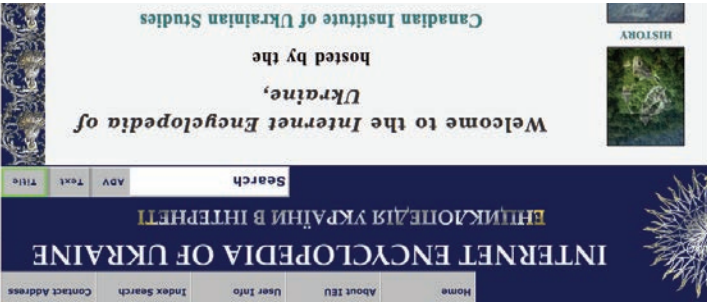 Home About IEU User Info Index Search Contact Address
INTERNET ENCYCLOPEDIA OF UKRAINE
ЕНЦИКЛОПЕДІЯ УКРАЇНИ В ІНТЕРНЕТІ
Search ADV Text Title
Welcome to the Internet Encyclopedia of
Ukraine,
hosted by the
Canadian Institute of Ukrainian Studies
HISTORY